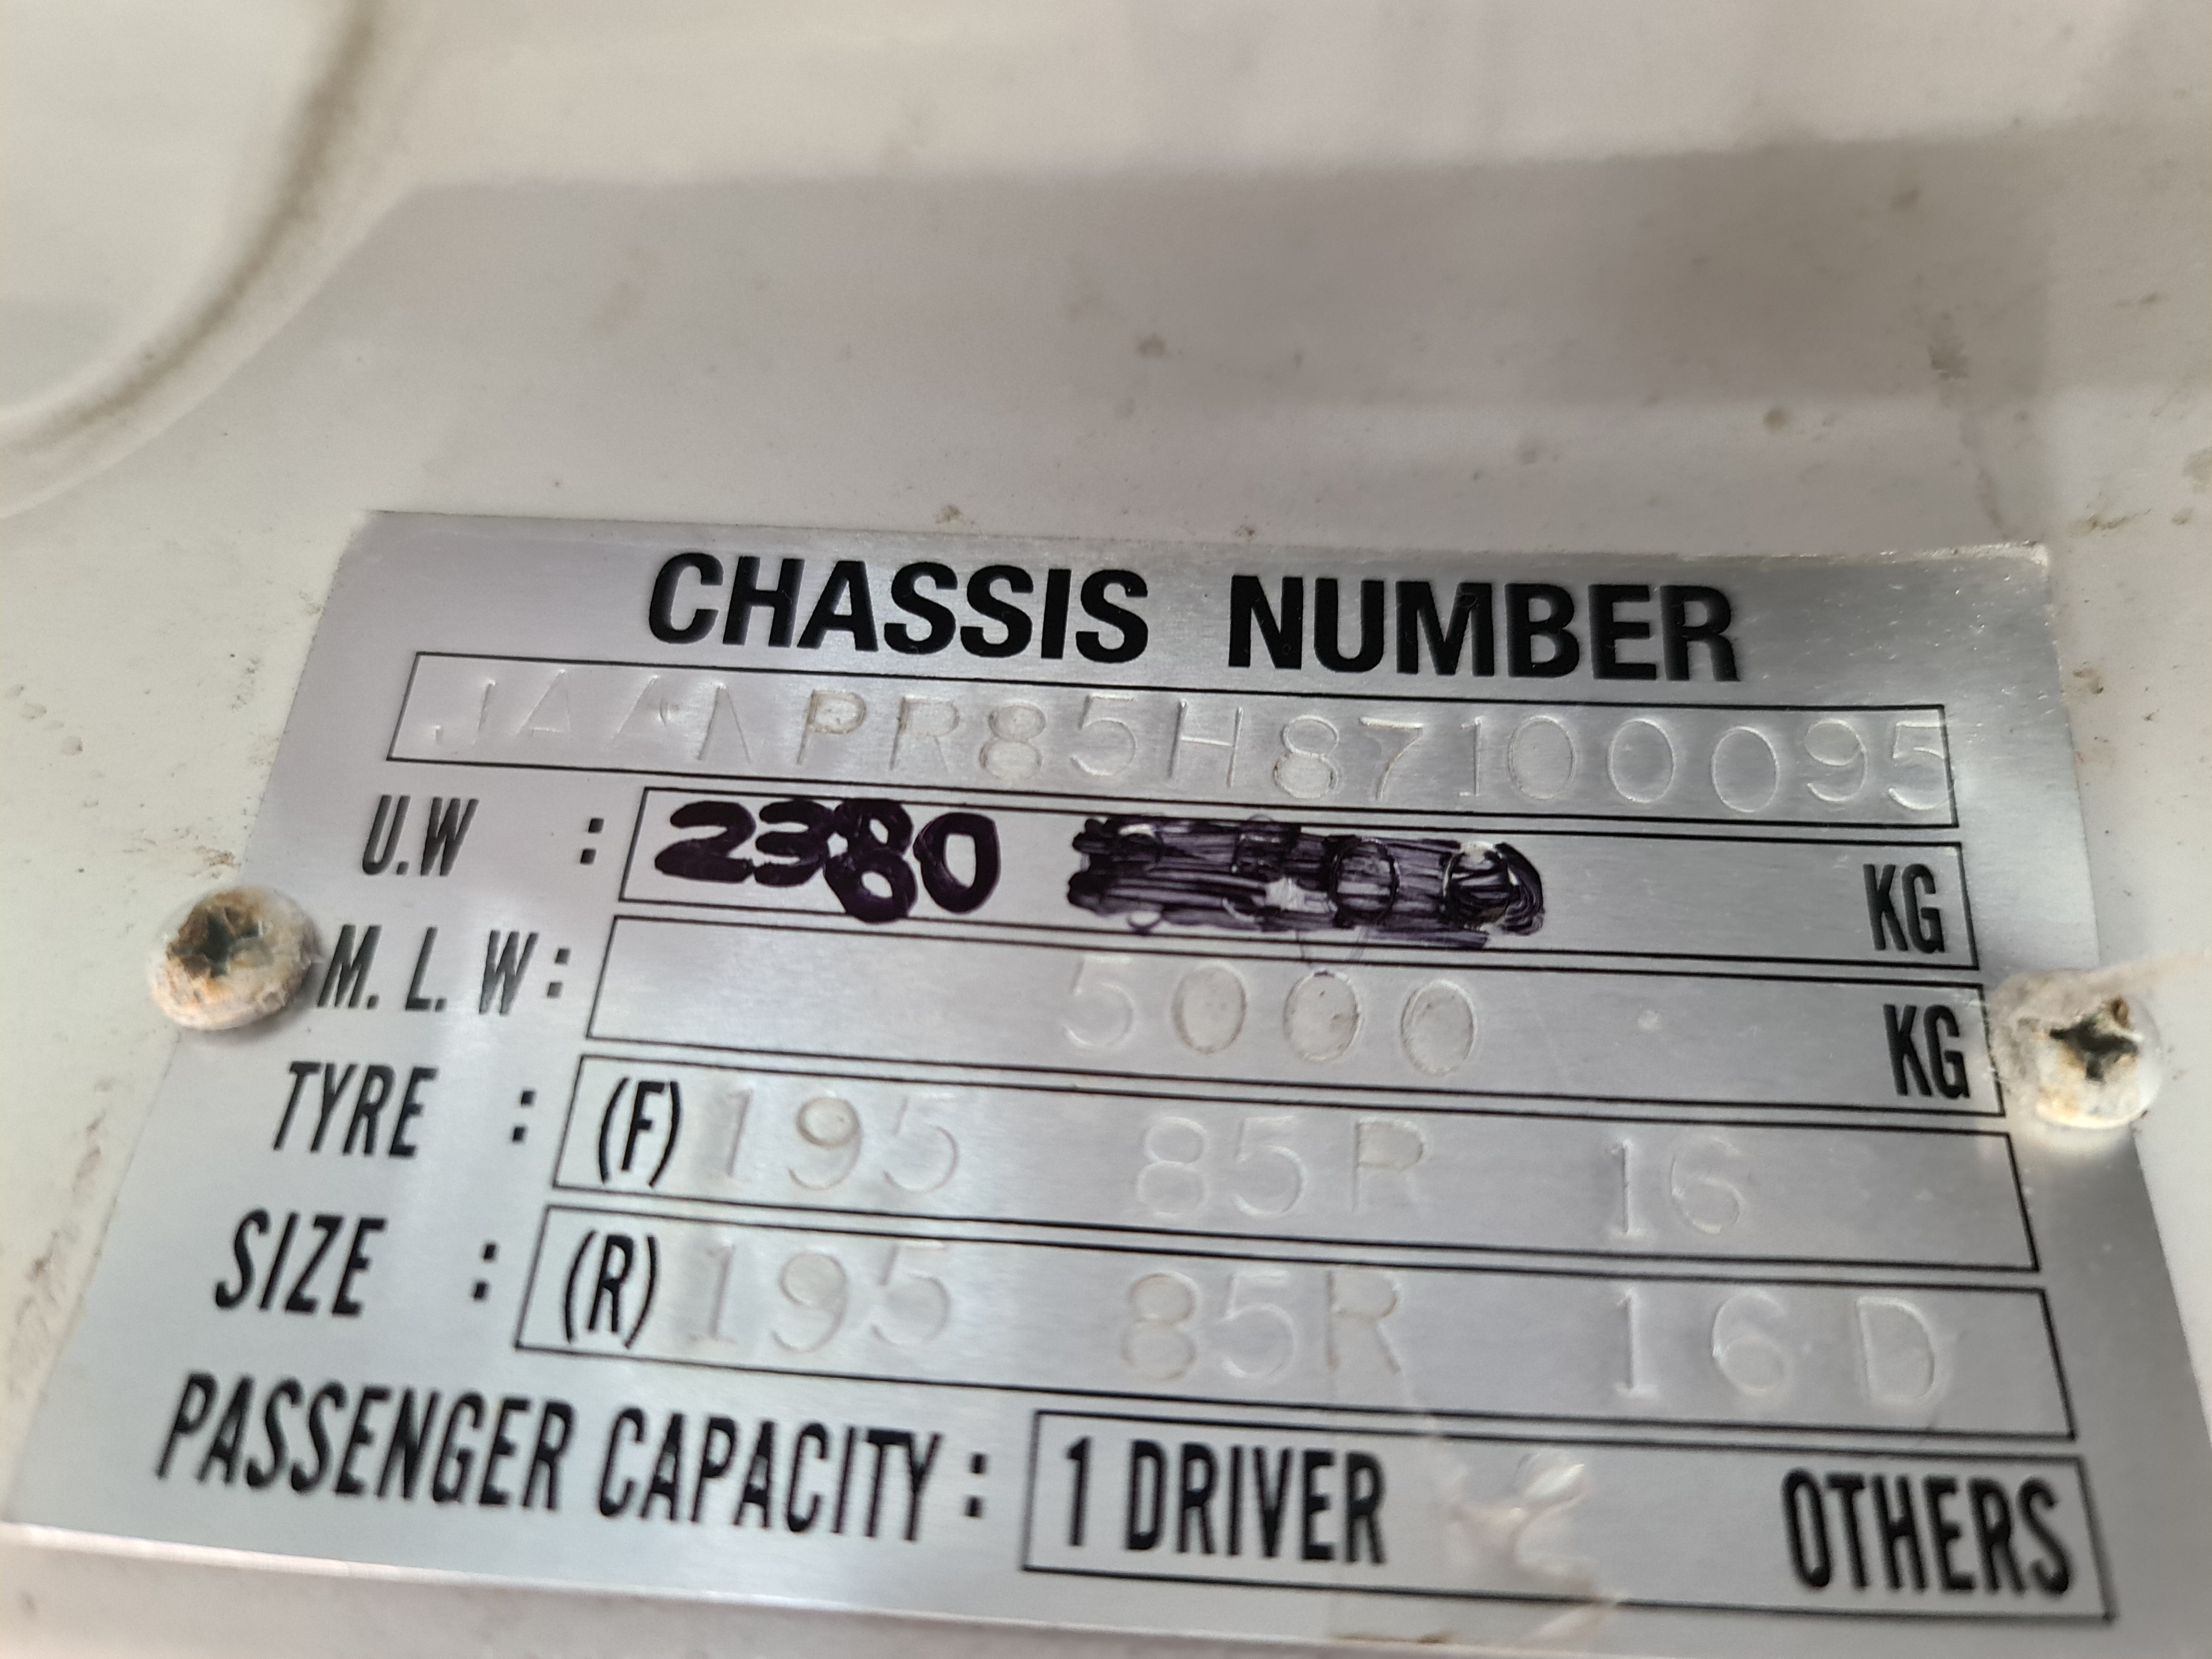 CHASSIS NUMBER
JAANPR85H87100095
U.W : 2380 KG
M. L. W : 5000 KG
TYRE : (F) 195 85R 16
SIZE : (R) 195 85R 16 D
PASSENGER CAPACITY : 1 DRIVER OTHERS